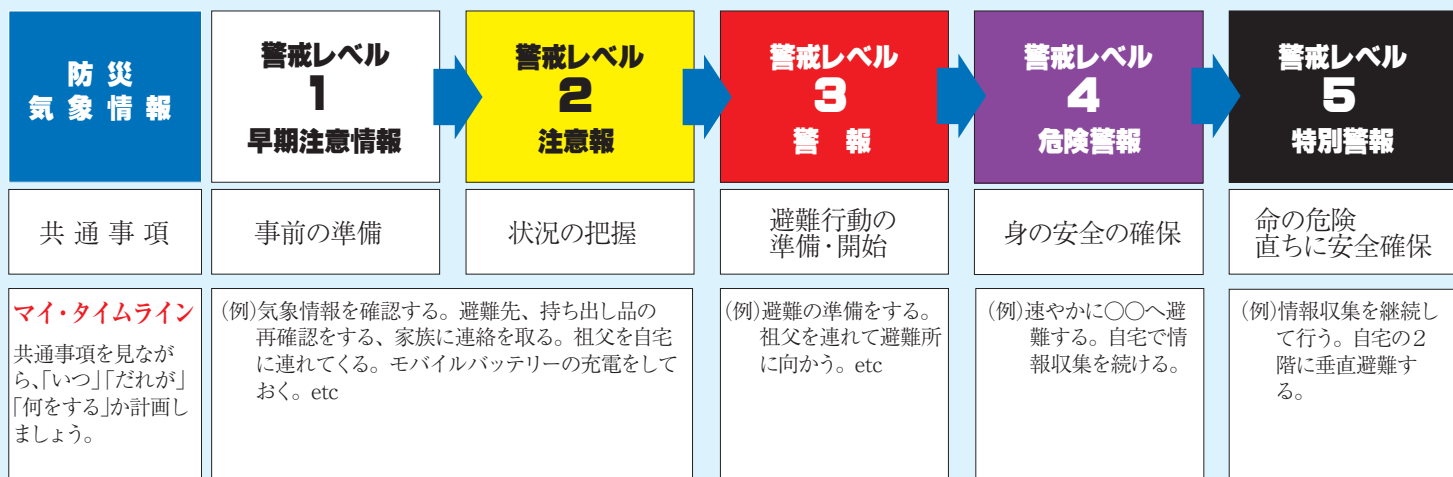 防災
気象情報
警戒レベル
1
早期注意情報
警戒レベル
2
注意報
警戒レベル
3
警報
警戒レベル
4
危険警報
警戒レベル
5
特別警報
共通事項
事前の準備
状況の把握
避難行動の
準備・開始
身の安全の確保
命の危険
直ちに安全確保
マイ・タイムライン
共通事項を見なが
ら、「いつ」「だれが」
「何をする」か計画し
ましょう。
(例)気象情報を確認する。避難先、持ち出し品の
再確認をする、家族に連絡を取る。祖父を自宅
に連れてくる。モバイルバッテリーの充電をして
おく。etc
(例)避難の準備をする。
祖父を連れて避難所
に向かう。etc
(例)速やかに〇〇へ避
難する。自宅で情
報収集を続ける。
(例)情報収集を継続し
て行う。自宅の2
階に垂直避難す
る。